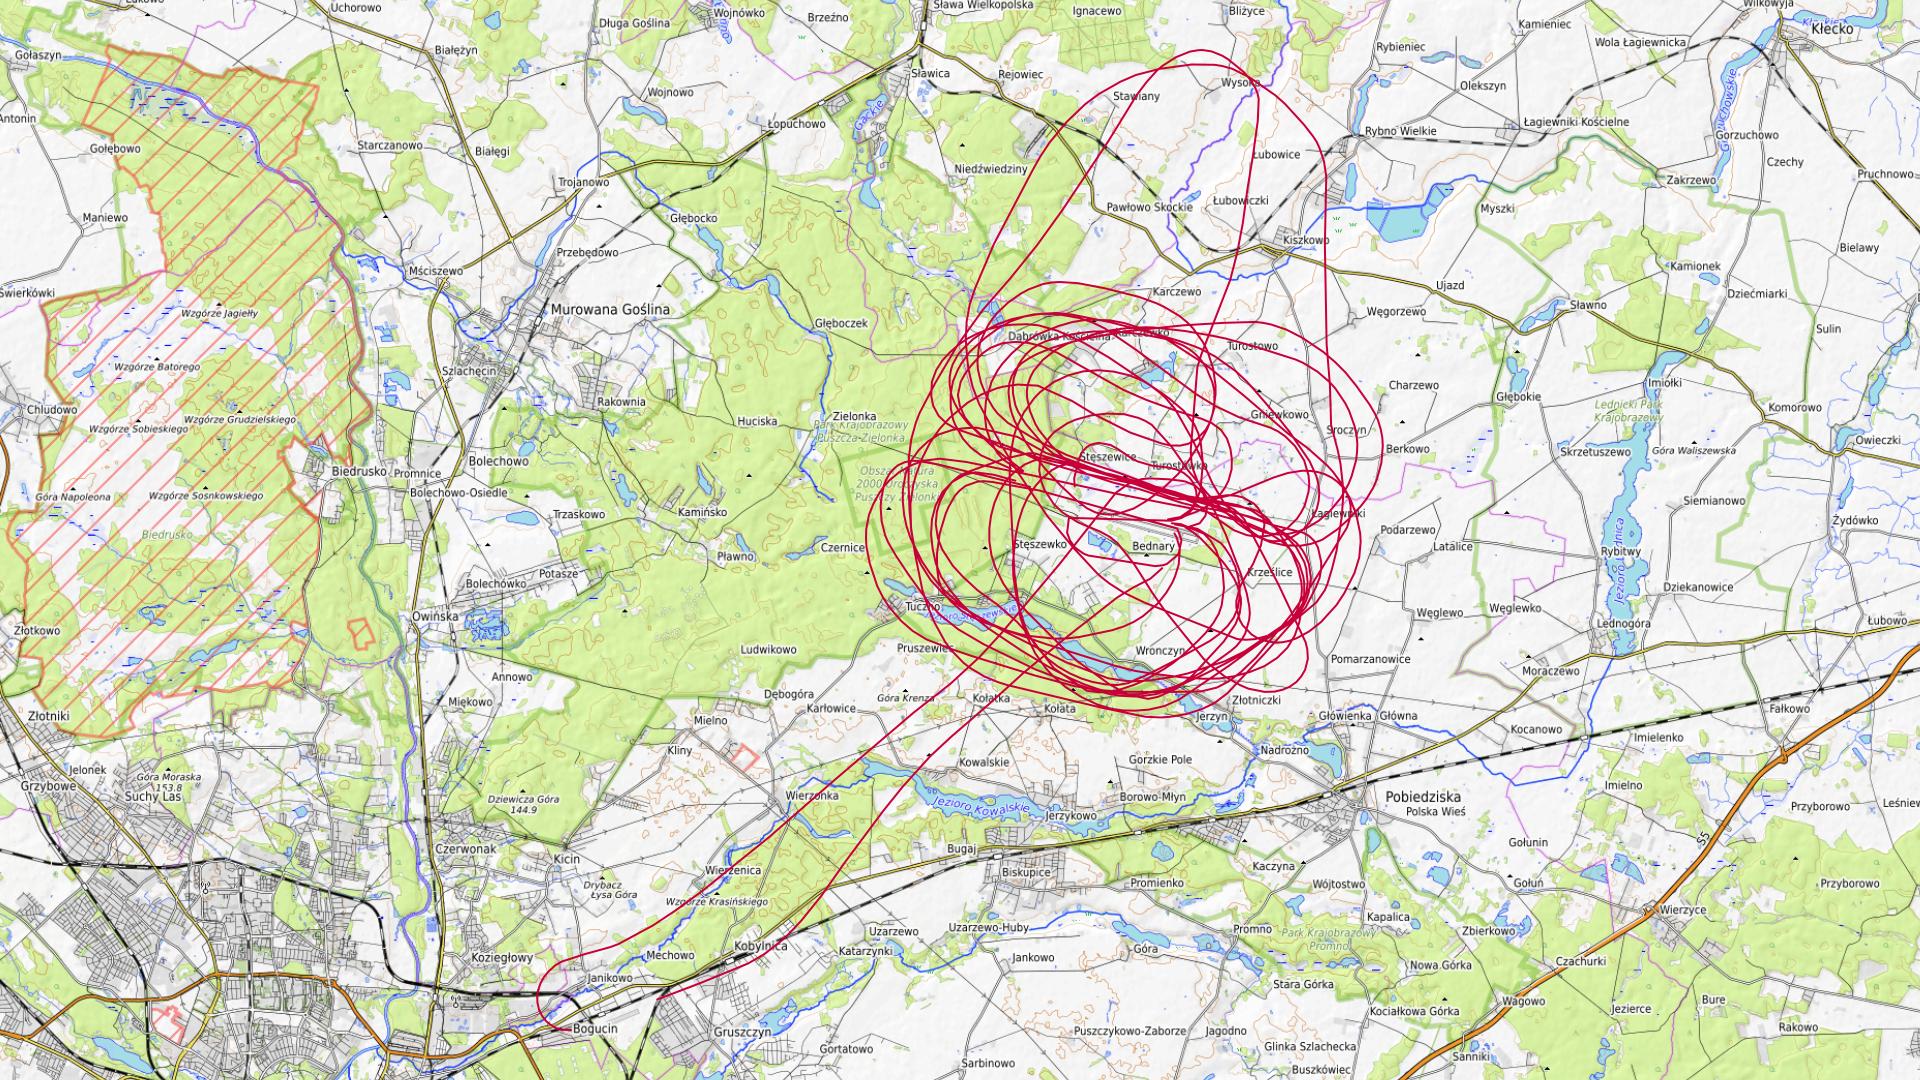 Uchorowo
Długa Goślina
Wojnówko
Brzeźno
Sława Wielkopolska
Ignacewo
Bliżyce
Kamieniec
Wilkowyja
Kłecko
Gołaszyn
Białężyn
Sławica
Rejowiec
Rybieniec
Wola Łagiewnicka
Wojnowo
Stawiany
Olekszyn
Antonin
Łopuchowo
Łagiewniki Kościelne
Rybno Wielkie
Gorzuchowo
Gołębowo
Starczanowo
Białęgi
Łubowice
Czechy
Niedźwiedziny
Trojanowo
Zakrzewo
Pruchnowo
Maniewo
Głębocko
Pawłowo Skockie
Łubowiczki
Myszki
Przebędowo
Kiszkowo
Bielawy
Mściszewo
Kamionek
Świerkówki
Karczewo
Ujazd
Dziećmiarki
Wzgórze Jagiełły
Murowana Goślina
Głęboczek
Sławno
Węgorzewo
Dąbrówka Kościelna
Turostowo
Sulin
Wzgórze Batorego
Szlachęcin
Charzewo
Imiołki
Głębokie
Chludowo
Rakownia
Zielonka
Gniewkowo
Lednicki Park
Krajobrazowy
Komorowo
Wzgórze Sobieskiego
Wzgórze Grudzielskiego
Huciska
Park Krajobrazowy
Puszcza Zielonka
Sroczyn
Owieczki
Berkowo
Skrzetuszewo
Góra Waliszewska
Stęszewice
Turostówko
Bolechowo
Biedrusko
Promnice
Góra Napoleona
Wzgórze Sosnkowskiego
Bolechowo-Osiedle
Siemianowo
Trzaskowo
Kamińsko
Łagiewniki
Żydówko
Biedrusko
Podarzewo
Latalice
Pławno
Czernice
Stęszewko
Bednary
Rybitwy
Jezioro Lednica
Potasze
Bolechówko
Krześlice
Dziekanowice
Tuczno
Węglewo
Węglewko
Owińska
Lednogóra
Łubowo
Złotkowo
Ludwikowo
Pruszewiec
Wronczyn
Pomarzanowice
Moraczewo
Annowo
Miękowo
Dębogóra
Góra Krenza
Kołatka
Karłowice
Kołata
Złotniczki
Fałkowo
Złotniki
Mielno
Jerzyn
Główienka
Główna
Kocanowo
Imielenko
Kliny
Nadrożno
Kowalskie
Gorzkie Pole
Jelonek
Góra Moraska
153.8
Grzybowe
Suchy Las
Dziewicza Góra
144.9
Wierzonka
Jezioro Kowalskie
Borowo-Młyn
Imielno
Pobiedziska
Polska Wieś
Przyborowo
Jerzykowo
S5
Czerwonak
Bugaj
Gołunin
Kicin
Wierzenica
Biskupice
Kaczyna
Promienko
Wójtostwo
Gołuń
Przyborowo
Drybacz
Łysa Góra
Wzgórze Krasińskiego
Wierzyce
Kapalica
Uzarzewo
Uzarzewo-Huby
Promno
Park Krajobrazowy
Promno
Zbierkowo
Kobylnica
Katarzynki
Góra
Koziegłowy
Mechowo
Jankowo
Nowa Górka
Czachurki
Janikowo
Stara Górka
Bure
Wagowo
Jezierce
Kociałkowa Górka
Bogucin
Gruszczyn
Puszczykowo-Zaborze
Jagodno
Rakowo
Gortatowo
Glinka Szlachecka
Sanniki
Sarbinowo
Buszkówiec